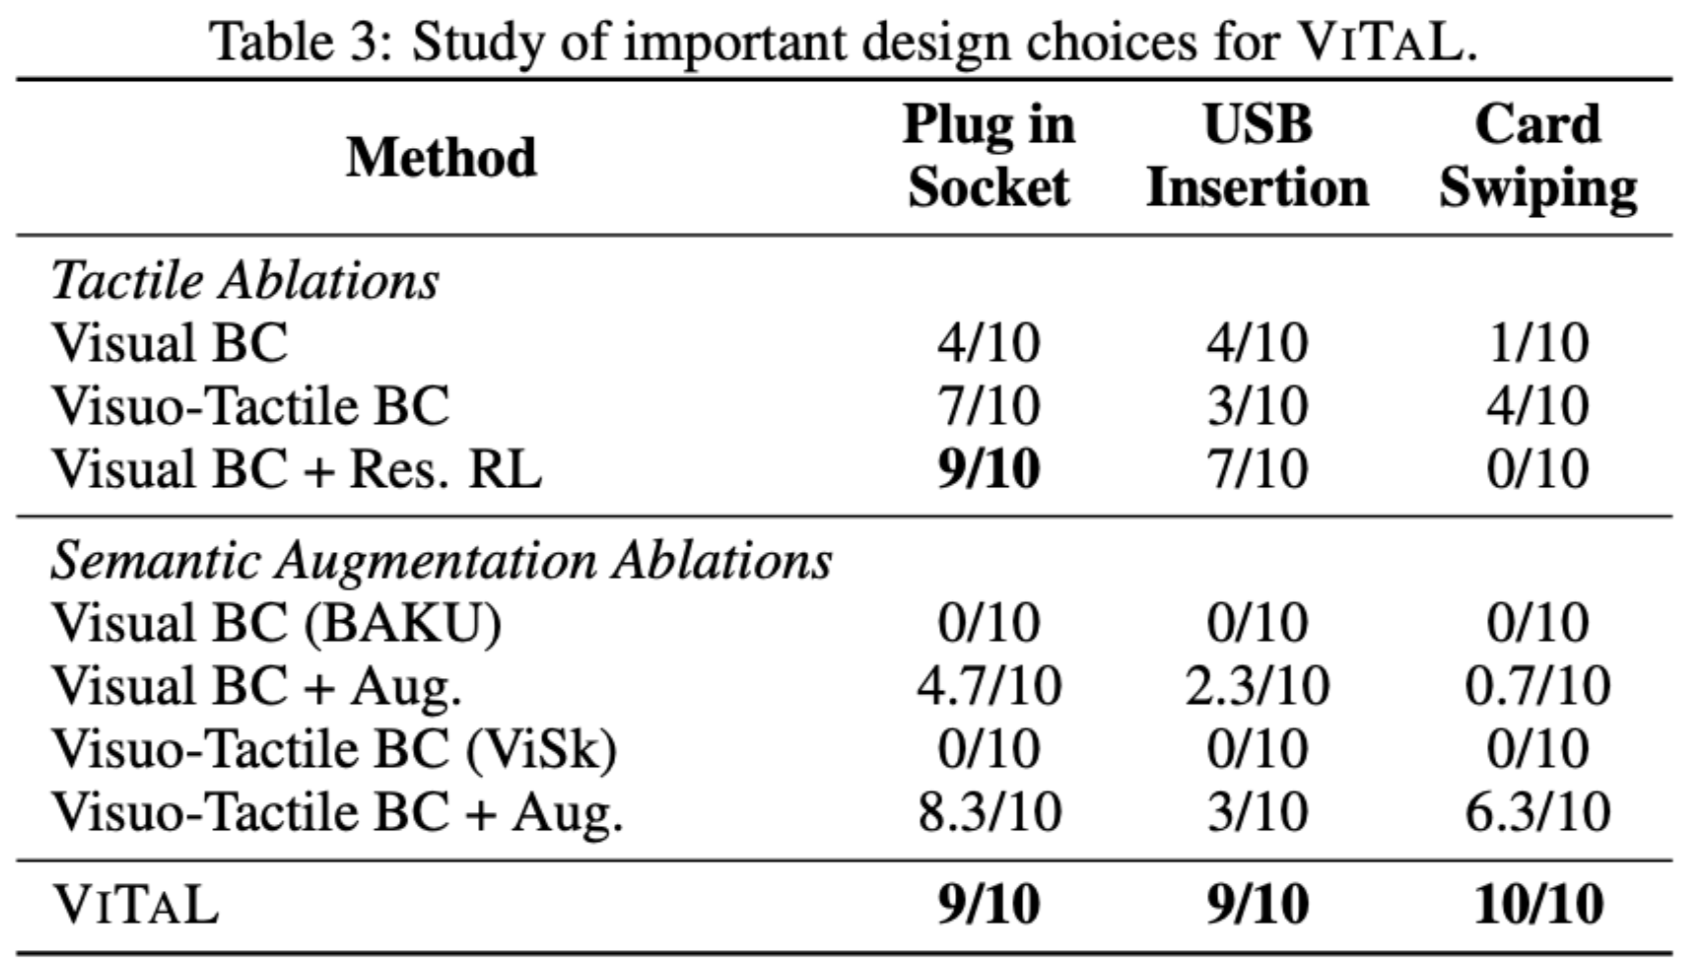 Table 3: Study of important design choices for VITAL.
Method Plug in Socket USB Insertion Card Swiping
Tactile Ablations
Visual BC 4/10 4/10 1/10
Visuo-Tactile BC 7/10 3/10 4/10
Visual BC + Res. RL 9/10 7/10 0/10
Semantic Augmentation Ablations
Visual BC (BAKU) 0/10 0/10 0/10
Visual BC + Aug. 4.7/10 2.3/10 0.7/10
Visuo-Tactile BC (ViSk) 0/10 0/10 0/10
Visuo-Tactile BC + Aug. 8.3/10 3/10 6.3/10
VITAL 9/10 9/10 10/10